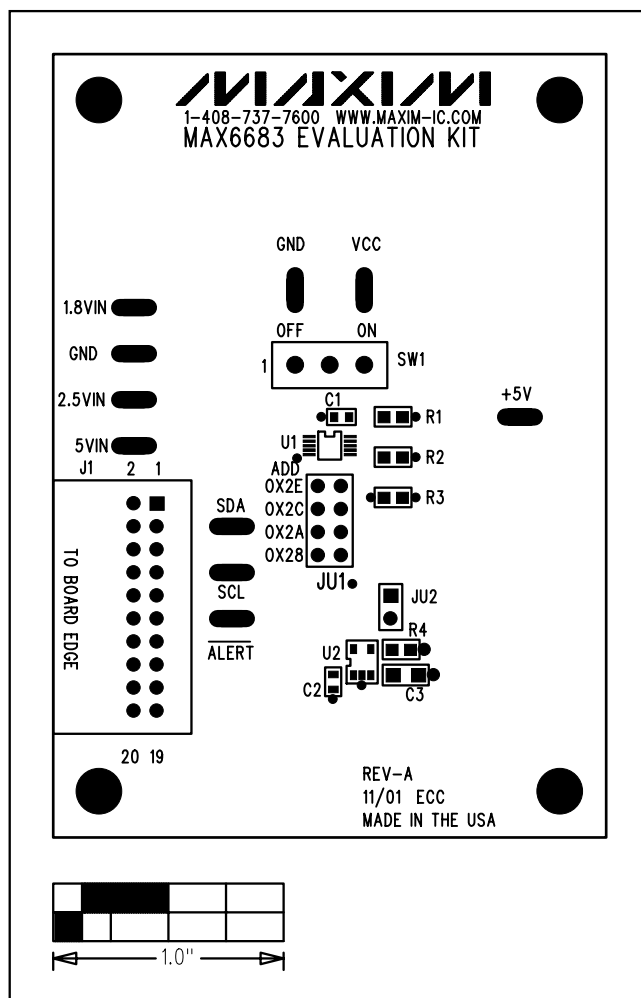 MAXIM
1-408-737-7600 WWW.MAXIM-IC.COM
MAX6683 EVALUATION KIT
GND VCC
1.8VIN
OFF ON
GND
1 SW1
2.5VIN
C1
+5V
R1
5VIN
U1
J1 2 1
ADD
R2
0X2E
SDA
0X2C
R3
0X2A
0X28
TO BOARD EDGE
JU1
SCL
JU2
ALERT
R4
U2
C2
C3
20 19
REV-A
11/01 ECC
MADE IN THE USA
1.0"